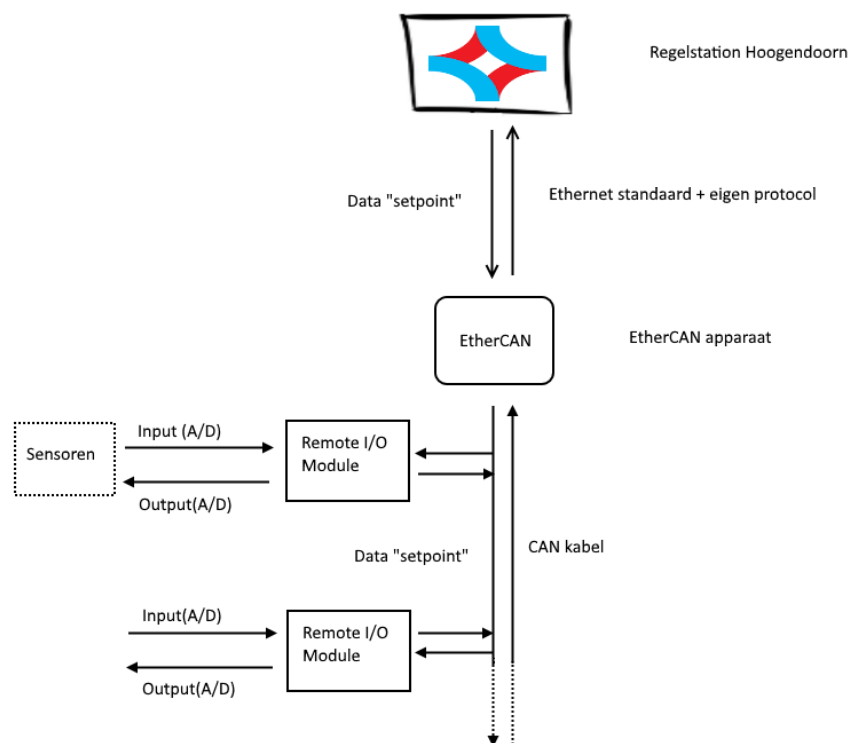 Regelstation Hoogendoorn
Data "setpoint"
Ethernet standaard + eigen protocol
EtherCAN
EtherCAN apparaat
Sensoren
Input (A/D)
Output(A/D)
Remote I/O
Module
Data "setpoint"
CAN kabel
Input(A/D)
Output(A/D)
Remote I/O
Module